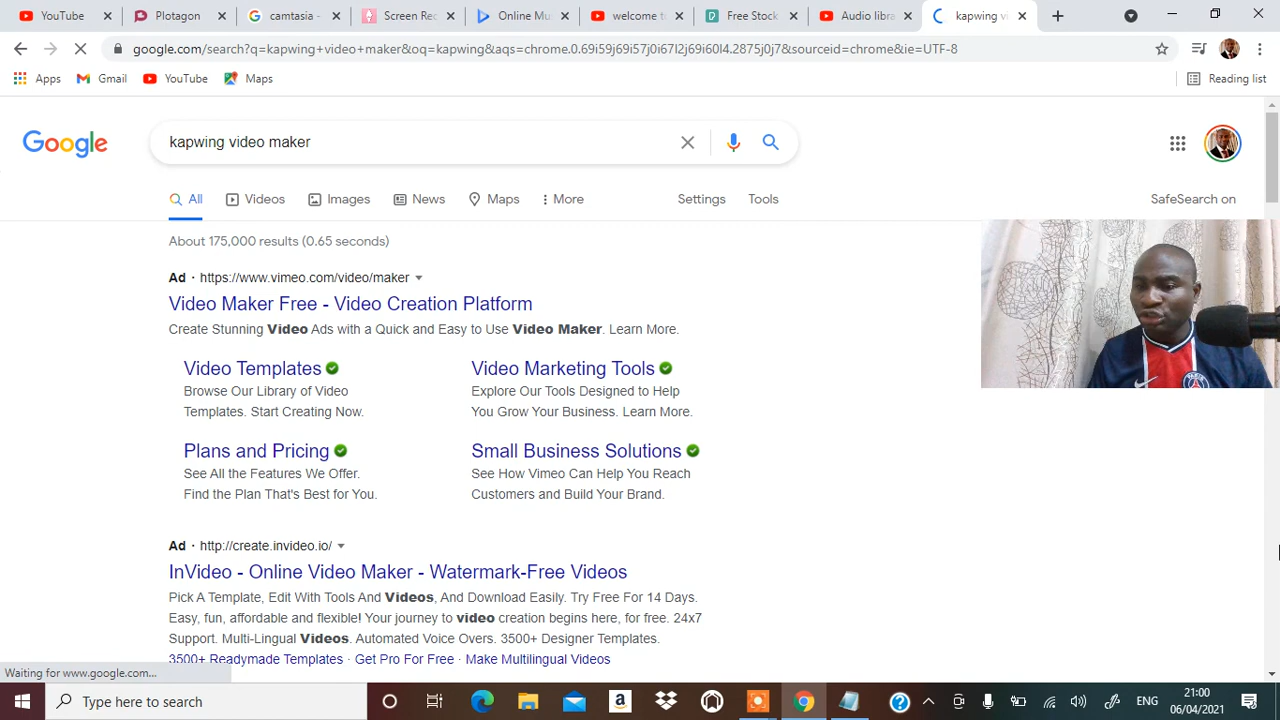 YouTube
Plotagon
camtasia -
Screen Rec
Online Mu
welcome to
Free Stock
Audio libra
kapwing vi
google.com/search?q=kapwing+video+maker&oq=kapwing&aqs=chrome.0.69i59j69i57j0i67l2j69i60l4.2875j0j7&sourceid=chrome&ie=UTF-8
Apps
Gmail
YouTube
Maps
Reading list
Google
kapwing video maker
All
Videos
Images
News
Maps
More
Settings
Tools
SafeSearch on
About 175,000 results (0.65 seconds)
Ad · https://www.vimeo.com/video/maker
Video Maker Free - Video Creation Platform
Create Stunning Video Ads with a Quick and Easy to Use Video Maker. Learn More.
Video Templates
Browse Our Library of Video
Templates. Start Creating Now.
Video Marketing Tools
Explore Our Tools Designed to Help
You Grow Your Business. Learn More.
Plans and Pricing
See All the Features We Offer.
Find the Plan That's Best for You.
Small Business Solutions
See How Vimeo Can Help You Reach
Customers and Build Your Brand.
Ad · http://create.invideo.io/
InVideo - Online Video Maker - Watermark-Free Videos
Pick A Template, Edit With Tools And Videos, And Download Easily. Try Free For 14 Days.
Easy, fun, affordable and flexible! Your journey to video creation begins here, for free. 24x7
Support. Multi-Lingual Videos. Automated Voice Overs. 3500+ Designer Templates.
3500+ Readymade Templates · Get Pro For Free · Make Multilingual Videos
Waiting for www.google.com...
Type here to search
ENG
21:00
06/04/2021